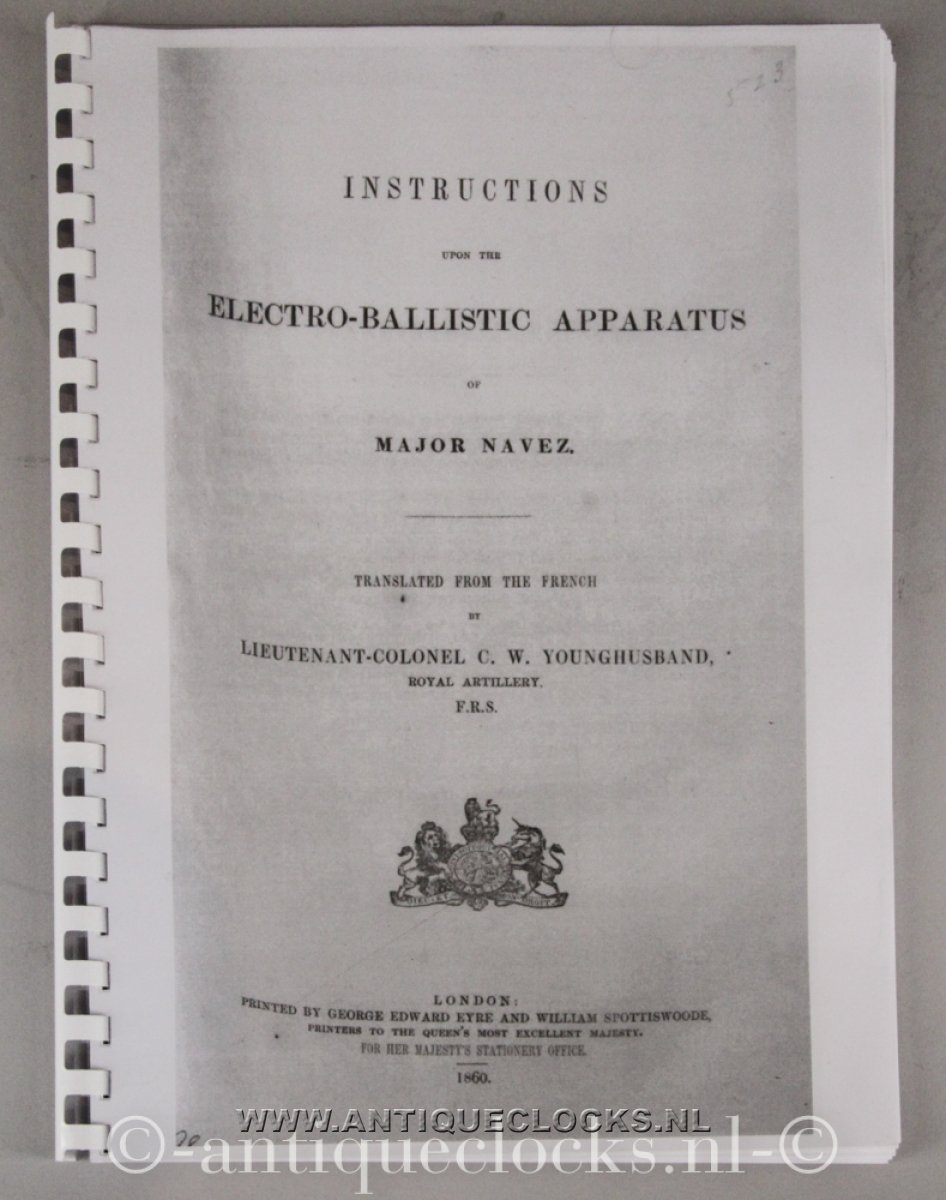 523
INSTRUCTIONS
UPON THE
ELECTRO-BALLISTIC APPARATUS
OF
MAJOR NAVEZ.
TRANSLATED FROM THE FRENCH
BY
LIEUTENANT-COLONEL C. W. YOUNGHUSBAND,
ROYAL ARTILLERY.
F.R.S.
LONDON:
PRINTED BY GEORGE EDWARD EYRE AND WILLIAM SPOTTISWOODE,
PRINTERS TO THE QUEEN'S MOST EXCELLENT MAJESTY.
FOR HER MAJESTY'S STATIONERY OFFICE.
1860.
WWW.ANTIQUECLOCKS.NL
©-antiqueclocks.nl-©